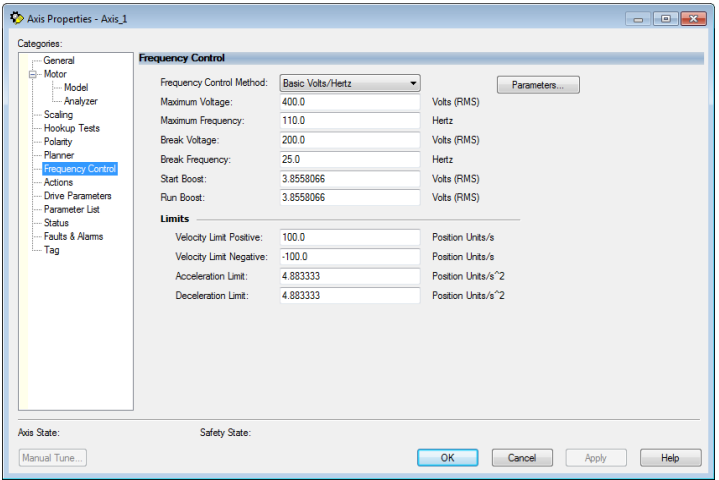 Axis Properties - Axis_1
Categories:
General
Motor
Model
Analyzer
Scaling
Hookup Tests
Polarity
Planner
Frequency Control
Actions
Drive Parameters
Parameter List
Status
Faults & Alarms
Tag
Frequency Control
Frequency Control Method: Basic Volts/Hertz Parameters...
Maximum Voltage: 400.0 Volts (RMS)
Maximum Frequency: 110.0 Hertz
Break Voltage: 200.0 Volts (RMS)
Break Frequency: 25.0 Hertz
Start Boost: 3.8558066 Volts (RMS)
Run Boost: 3.8558066 Volts (RMS)
Limits
Velocity Limit Positive: 100.0 Position Units/s
Velocity Limit Negative: -100.0 Position Units/s
Acceleration Limit: 4.883333 Position Units/s^2
Deceleration Limit: 4.883333 Position Units/s^2
Axis State: Safety State:
Manual Tune... OK Cancel Apply Help